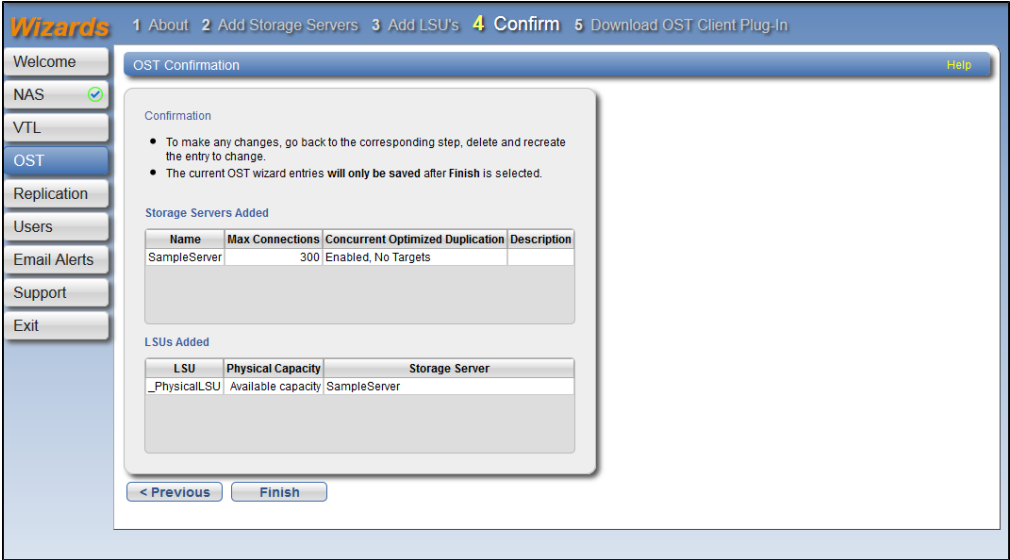 Wizards
1 About 2 Add Storage Servers 3 Add LSU's 4 Confirm 5 Download OST Client Plug-In
Welcome
NAS
VTL
OST
Replication
Users
Email Alerts
Support
Exit
OST Confirmation
Help
Confirmation
To make any changes, go back to the corresponding step, delete and recreate
the entry to change.
The current OST wizard entries will only be saved after Finish is selected.
Storage Servers Added
Name Max Connections Concurrent Optimized Duplication Description
SampleServer 300 Enabled, No Targets
LSUs Added
LSU Physical Capacity Storage Server
_PhysicalLSU Available capacity SampleServer
< Previous Finish